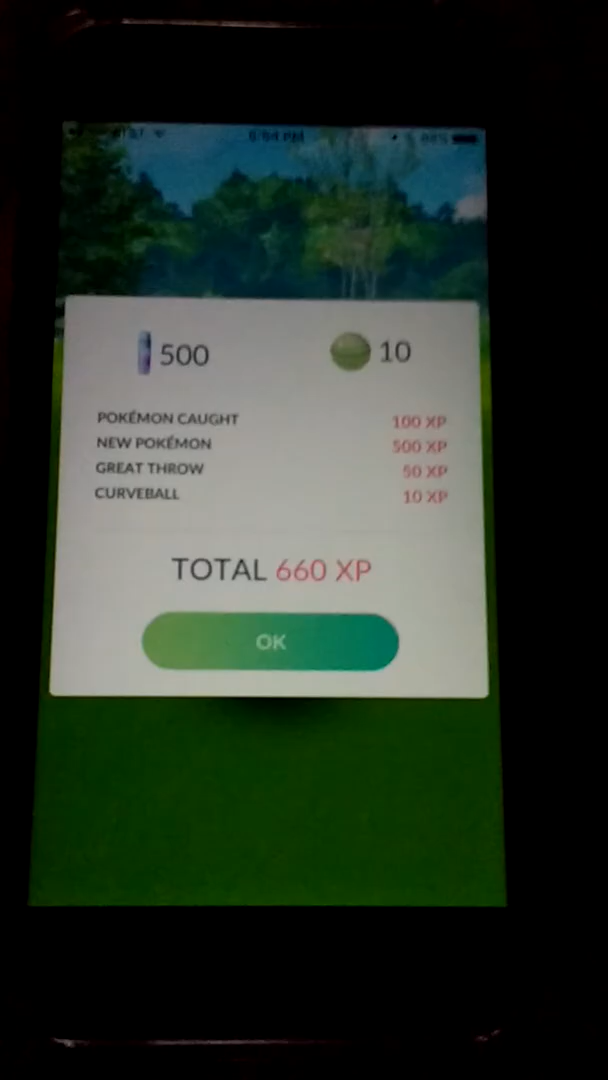 500 10
POKÉMON CAUGHT 100 XP
NEW POKÉMON 500 XP
GREAT THROW 50 XP
CURVEBALL 10 XP
TOTAL 660 XP
OK